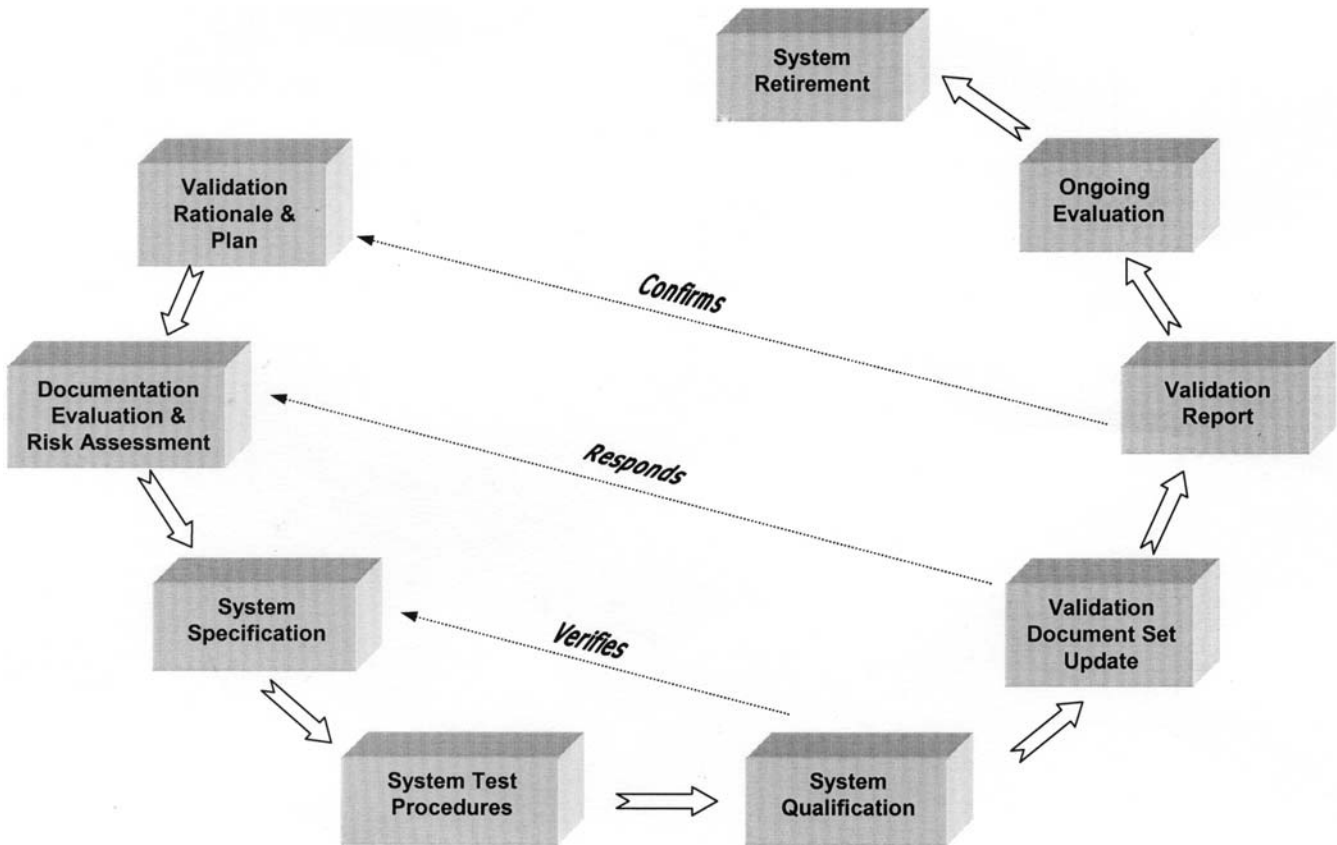 System
Retirement
Validation
Rationale &
Plan
Ongoing
Evaluation
Confirms
Documentation
Evaluation &
Risk Assessment
Validation
Report
Responds
System
Specification
Verifies
Validation
Document Set
Update
System Test
Procedures
System
Qualification